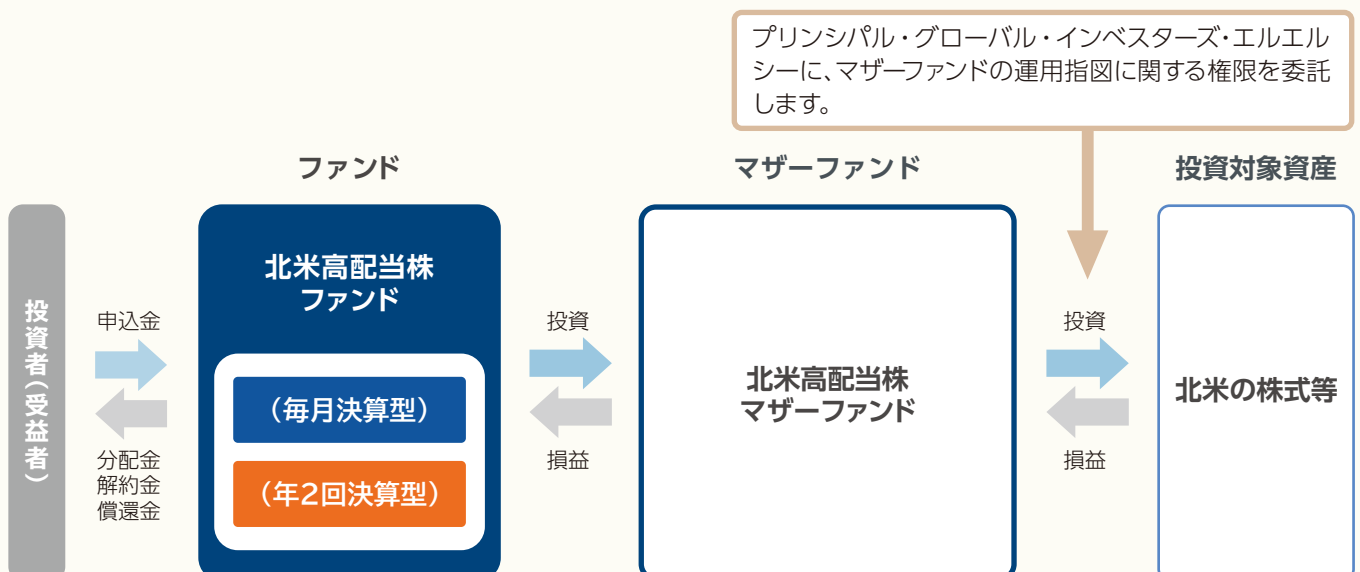 プリンシパル・グローバル・インベスターズ・エルエル
シーに、マザーファンドの運用指図に関する権限を委託
します。
ファンド
マザーファンド
投資対象資産
投資者(受益者)
申込金
分配金
解約金
償還金
北米高配当株
ファンド
(毎月決算型)
(年2回決算型)
投資
損益
北米高配当株
マザーファンド
投資
損益
北米の株式等